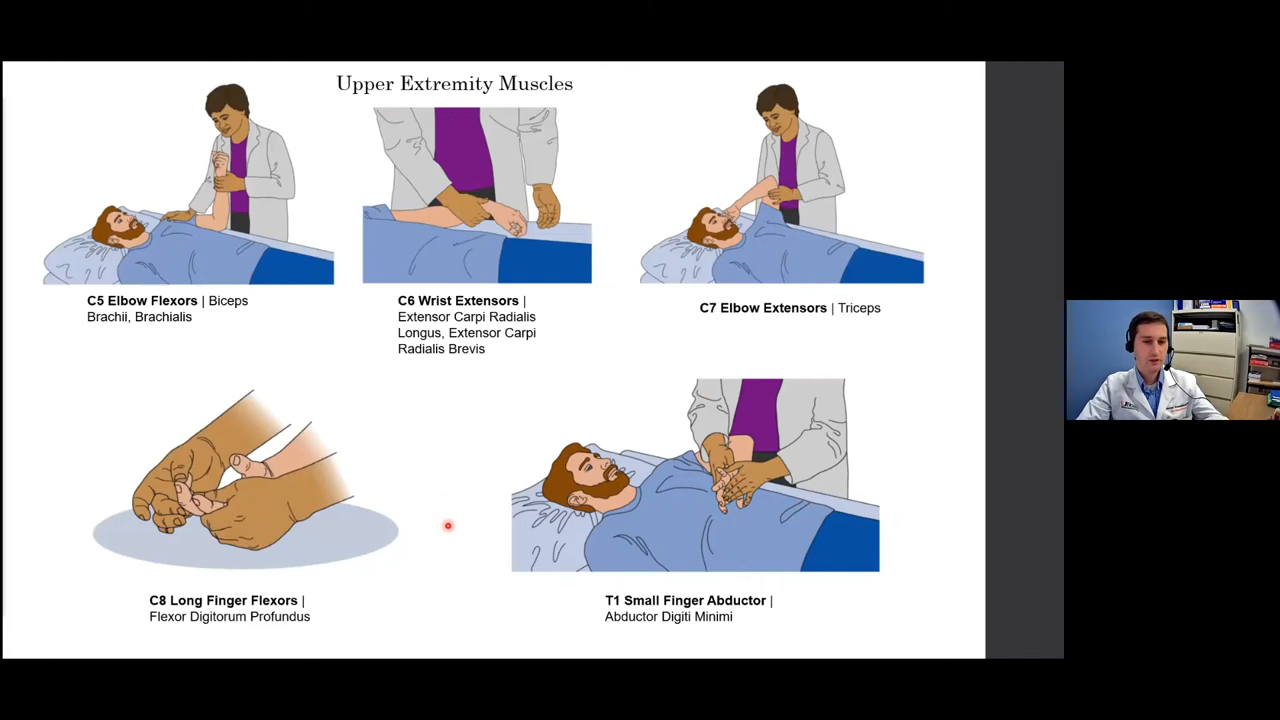 Upper Extremity Muscles
C5 Elbow Flexors | Biceps
Brachii, Brachialis
C6 Wrist Extensors |
Extensor Carpi Radialis
Longus, Extensor Carpi
Radialis Brevis
C7 Elbow Extensors | Triceps
C8 Long Finger Flexors |
Flexor Digitorum Profundus
T1 Small Finger Abductor |
Abductor Digiti Minimi